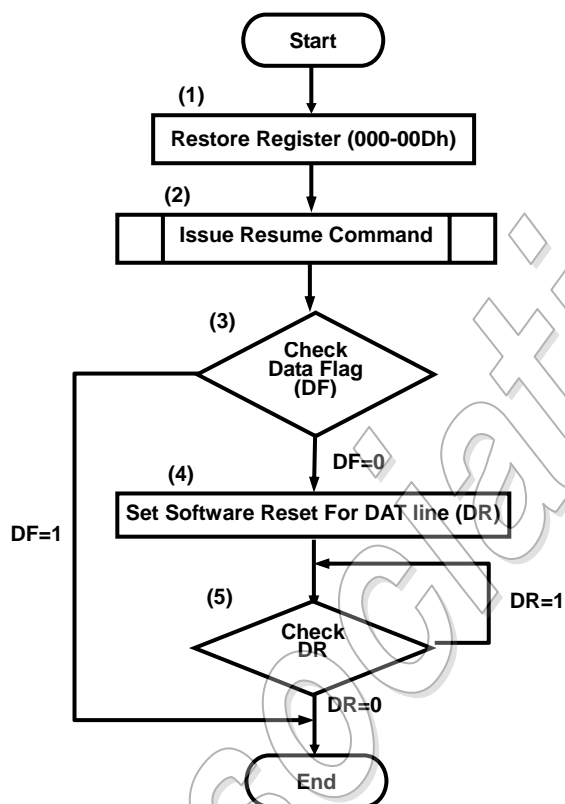 Start
(1)
Restore Register (000-00Dh)
(2)
Issue Resume Command
(3)
Check
Data Flag
(DF)
DF=0
(4)
Set Software Reset For DAT line (DR)
DF=1
(5)
Check
DR
DR=1
DR=0
End